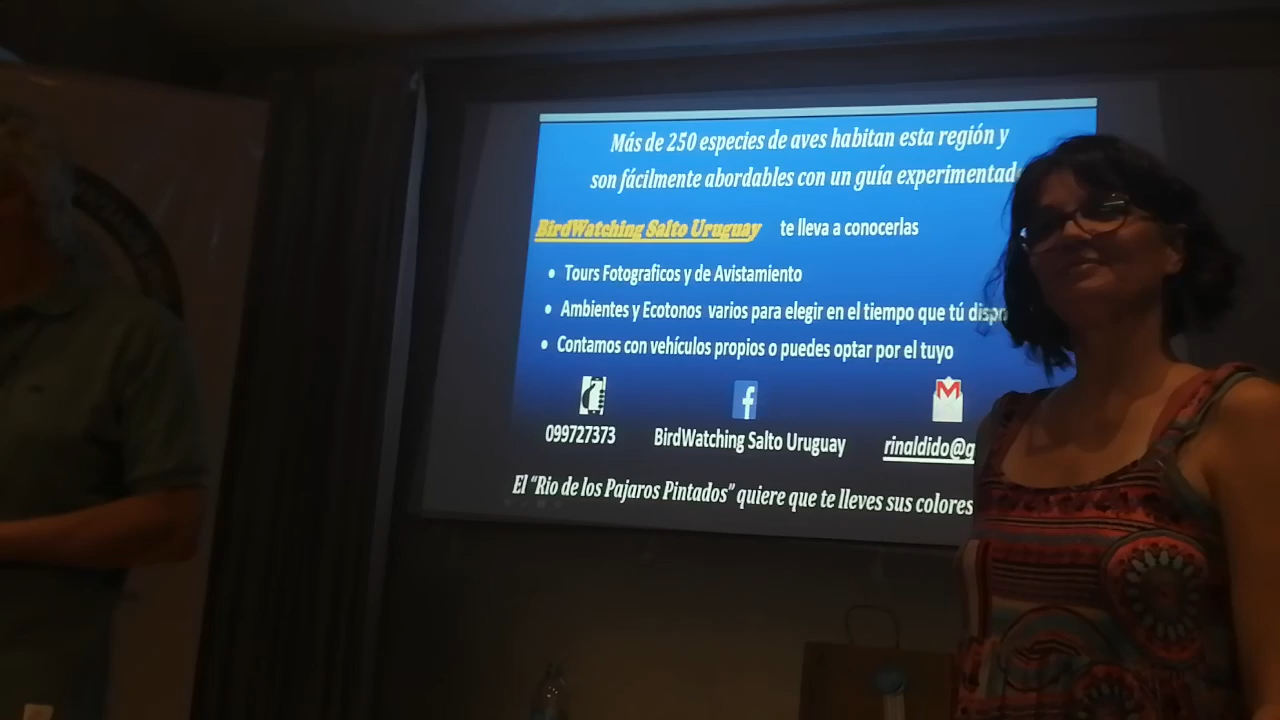 Más de 250 especies de aves habitan esta región y
son fácilmente abordables con un guía experimentad
BirdWatching Salto Uruguay te lleva a conocerlas
• Tours Fotograficos y de Avistamiento
• Ambientes y Ecotonos varios para elegir en el tiempo que tú dispo
• Contamos con vehículos propios o puedes optar por el tuyo
099727373
BirdWatching Salto Uruguay
rinaldido@g
El "Rio de los Pajaros Pintados" quiere que te lleves sus colores